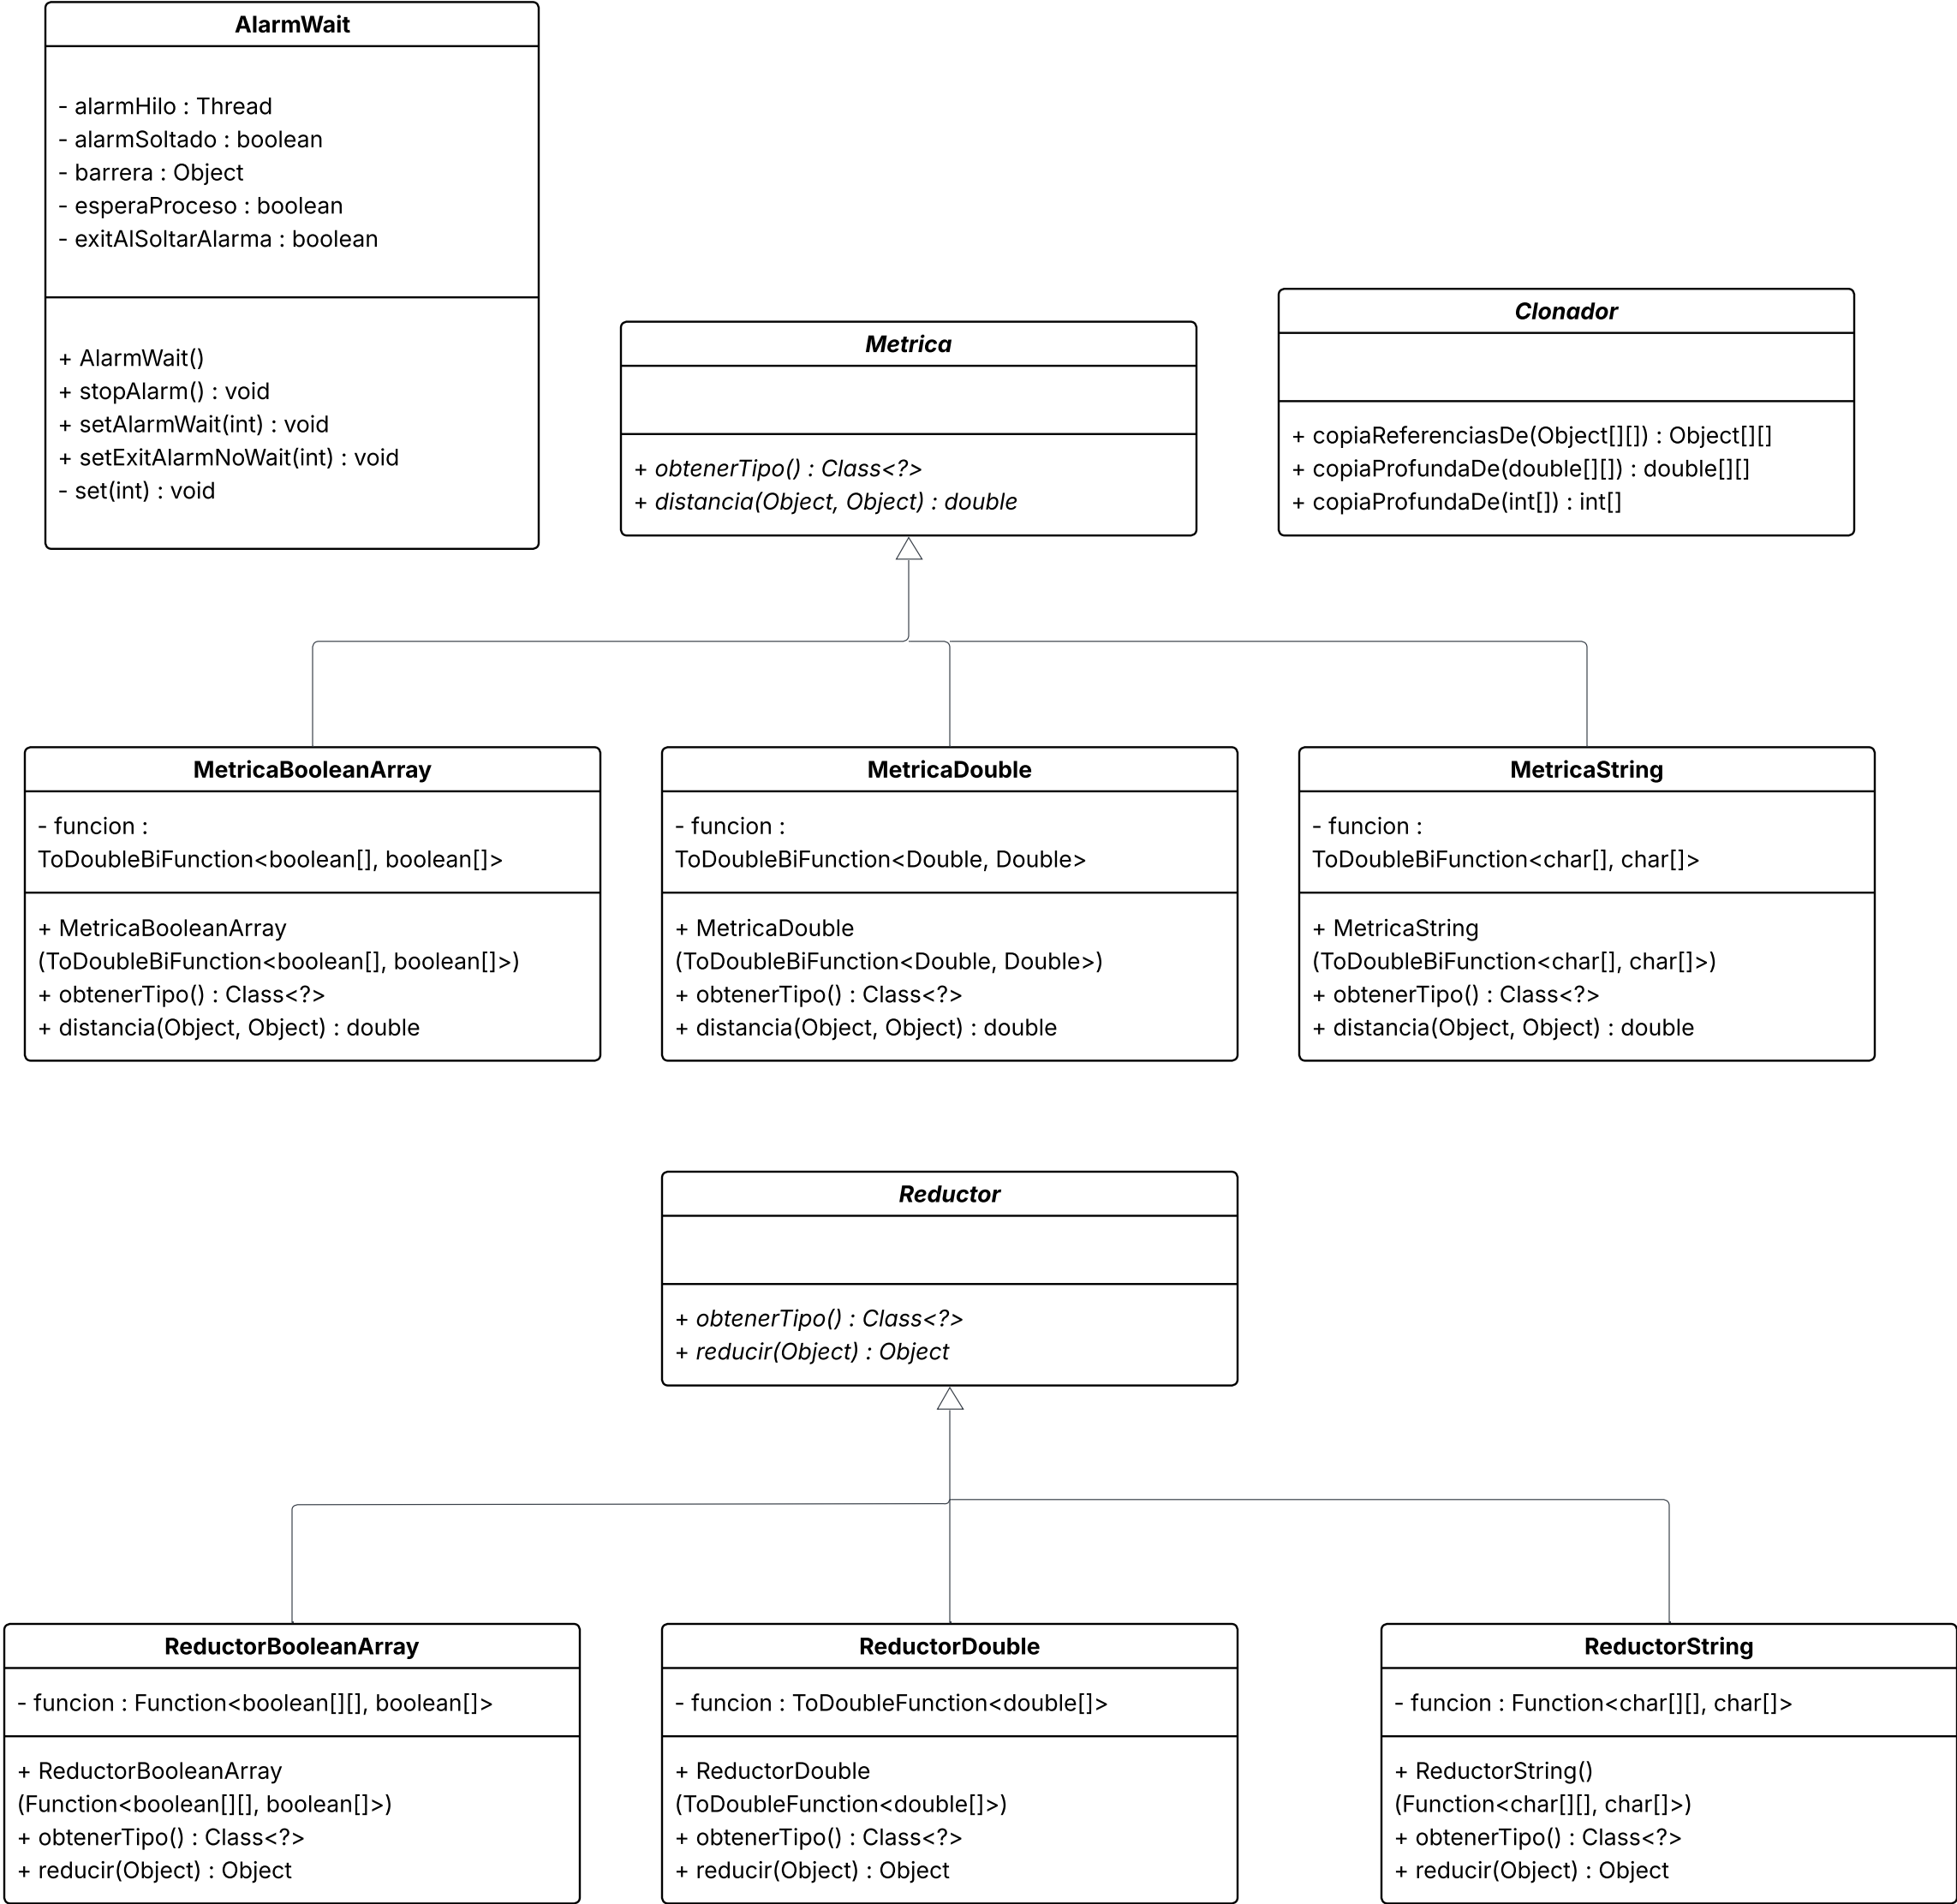 AlarmWait
- alarmHilo : Thread
- alarmSoltado : boolean
- barrera : Object
- esperaProceso : boolean
- exitAlSoltarAlarma : boolean
+ AlarmWait()
+ stopAlarm() : void
+ setAlarmWait(int) : void
+ setExitAlarmNoWait(int) : void
- set(int) : void
Metrica
+ obtenerTipo() : Class<?>
+ distancia(Object, Object) : double
Clonador
+ copiaReferenciasDe(Object[][]) : Object[][]
+ copiaProfundaDe(double[][]) : double[][]
+ copiaProfundaDe(int[]) : int[]
MetricaBooleanArray
- funcion :
ToDoubleBiFunction<boolean[], boolean[]>
+ MetricaBooleanArray
(ToDoubleBiFunction<boolean[], boolean[]>)
+ obtenerTipo() : Class<?>
+ distancia(Object, Object) : double
MetricaDouble
- funcion :
ToDoubleBiFunction<Double, Double>
+ MetricaDouble
(ToDoubleBiFunction<Double, Double>)
+ obtenerTipo() : Class<?>
+ distancia(Object, Object) : double
MetricaString
- funcion :
ToDoubleBiFunction<char[], char[]>
+ MetricaString
(ToDoubleBiFunction<char[], char[]>)
+ obtenerTipo() : Class<?>
+ distancia(Object, Object) : double
Reductor
+ obtenerTipo() : Class<?>
+ reducir(Object) : Object
ReductorBooleanArray
- funcion : Function<boolean[][], boolean[]>
+ ReductorBooleanArray
(Function<boolean[][], boolean[]>)
+ obtenerTipo() : Class<?>
+ reducir(Object) : Object
ReductorDouble
- funcion : ToDoubleFunction<double[]>
+ ReductorDouble
(ToDoubleFunction<double[]>)
+ obtenerTipo() : Class<?>
+ reducir(Object) : Object
ReductorString
- funcion : Function<char[][], char[]>
+ ReductorString()
(Function<char[][], char[]>)
+ obtenerTipo() : Class<?>
+ reducir(Object) : Object